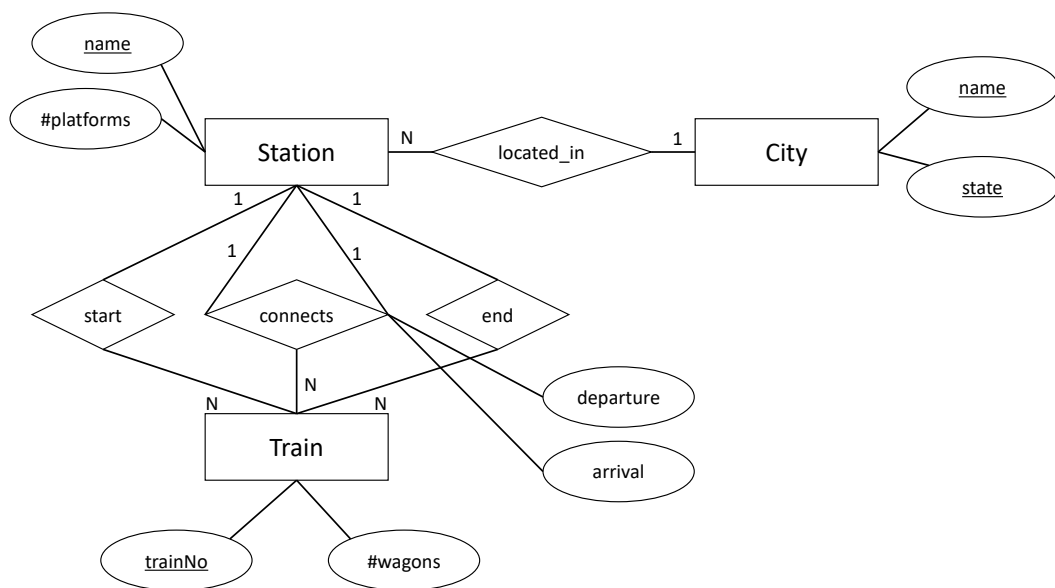 name
#platforms
Station
N
located_in
1
City
name
state
1
1
1
1
start
connects
end
N
N
N
departure
arrival
Train
trainNo
#wagons